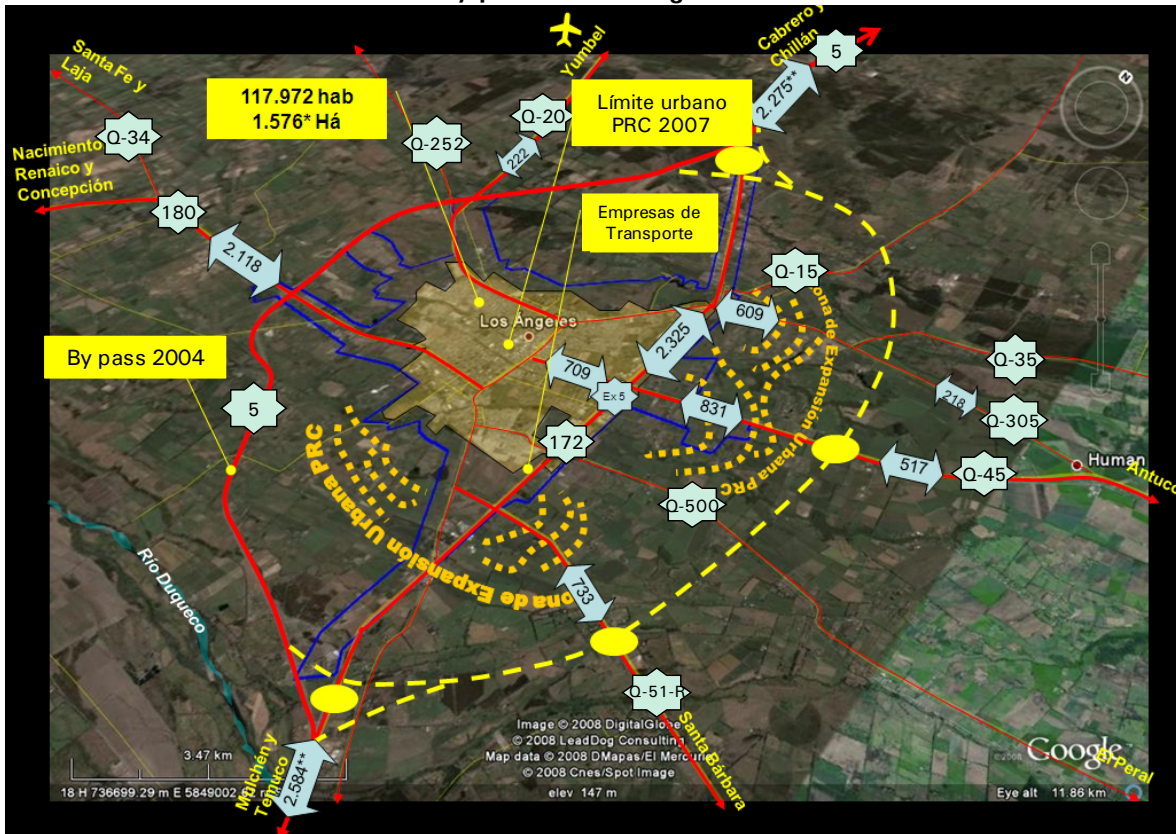 Santa Fe y
Laja
Yumbel
Cabrero y
Chillán
5
2.275**
117.972 hab
1.576* Há
Límite urbano
PRC 2007
Q-34
Q-252
Q-20
222
Nacimiento
Renaico y
Concepción
180
2.118
Empresas de
Transporte
Q-15
609
Los Ángeles
2.325
By pass 2004
709
Ex 5
831
Q-35
218
Q-305
5
172
Human
517
Q-45
Antuco
Q-500
ona de Expansión Urbana PRC
ona de Expansión Urbana PRC
Río Duqueco
733
Q-51-R
Santa Bárbara
Mulchén y
Temuco
2.584**
3.47 km
18 H 736699.29 m E 5849002
Image © 2008 DigitalGlobe
© 2008 LeadDog Consulting
Map data © 2008 DMapas/El Mercurio
© 2008 Cnes/Spot Image
elev 147 m
Google
El Peral
Eye alt 11.86 km
N